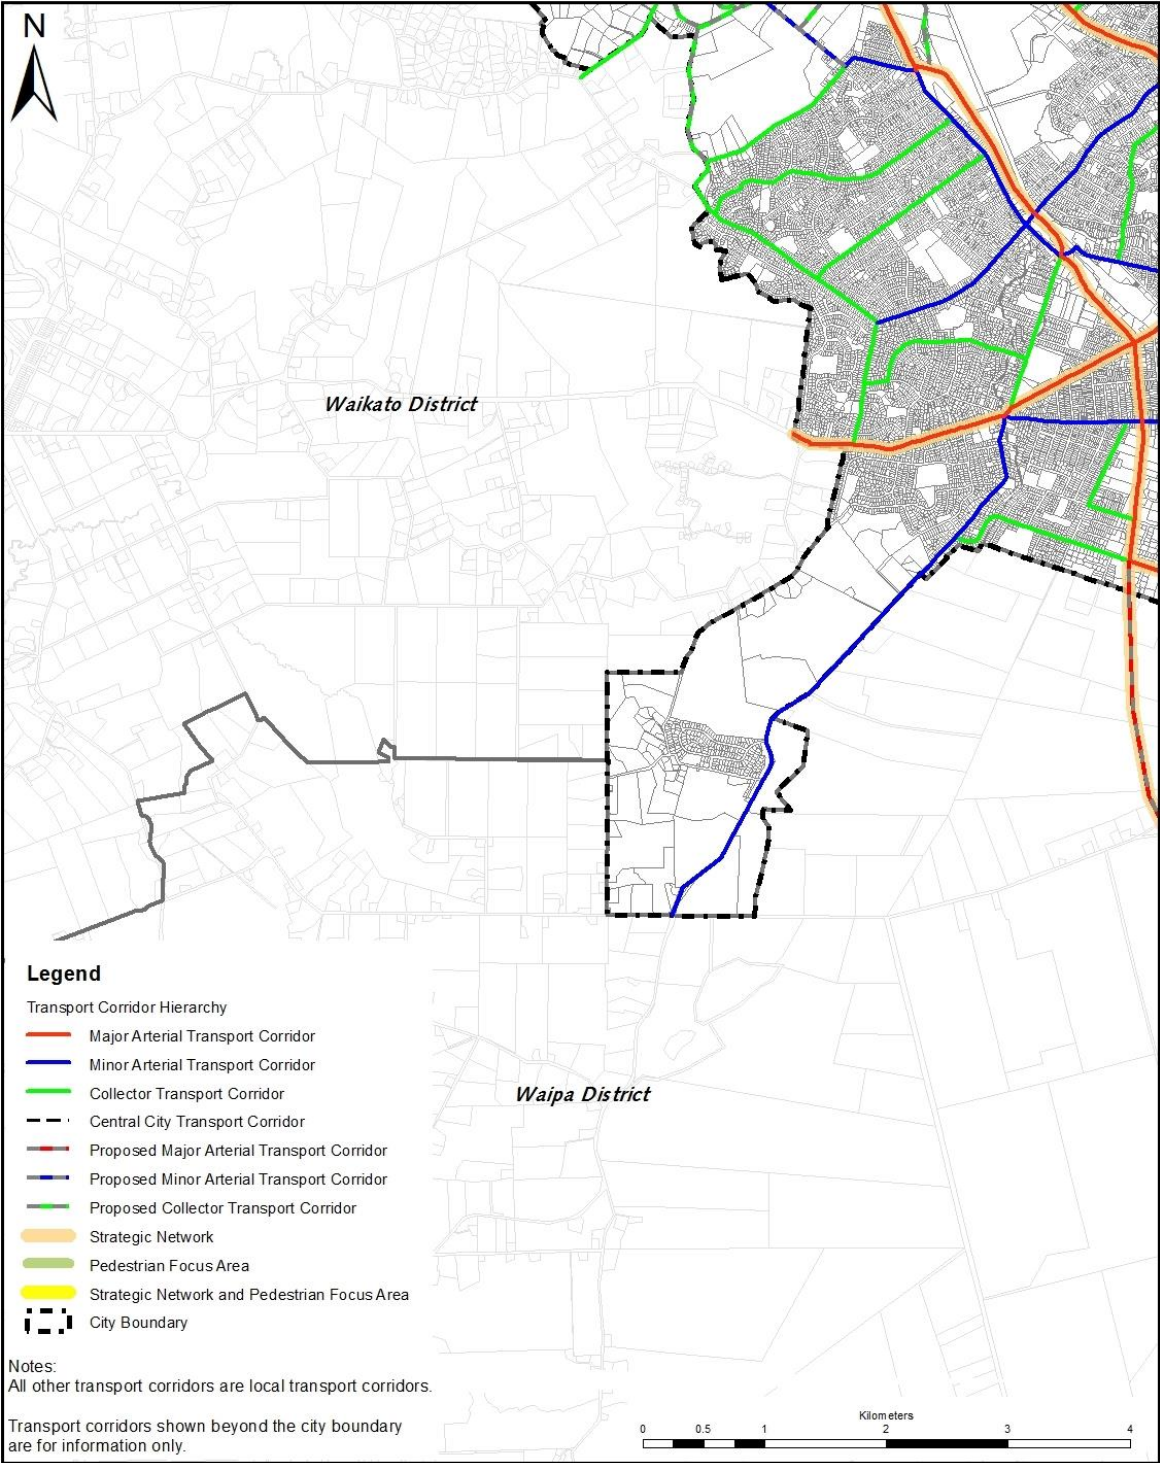 N
Waikato District
Waipa District
Legend
Transport Corridor Hierarchy
Major Arterial Transport Corridor
Minor Arterial Transport Corridor
Collector Transport Corridor
Central City Transport Corridor
Proposed Major Arterial Transport Corridor
Proposed Minor Arterial Transport Corridor
Proposed Collector Transport Corridor
Strategic Network
Pedestrian Focus Area
Strategic Network and Pedestrian Focus Area
City Boundary
Notes:
All other transport corridors are local transport corridors.
Transport corridors shown beyond the city boundary
are for information only.
Kilometers
0 0.5 1 2 3 4